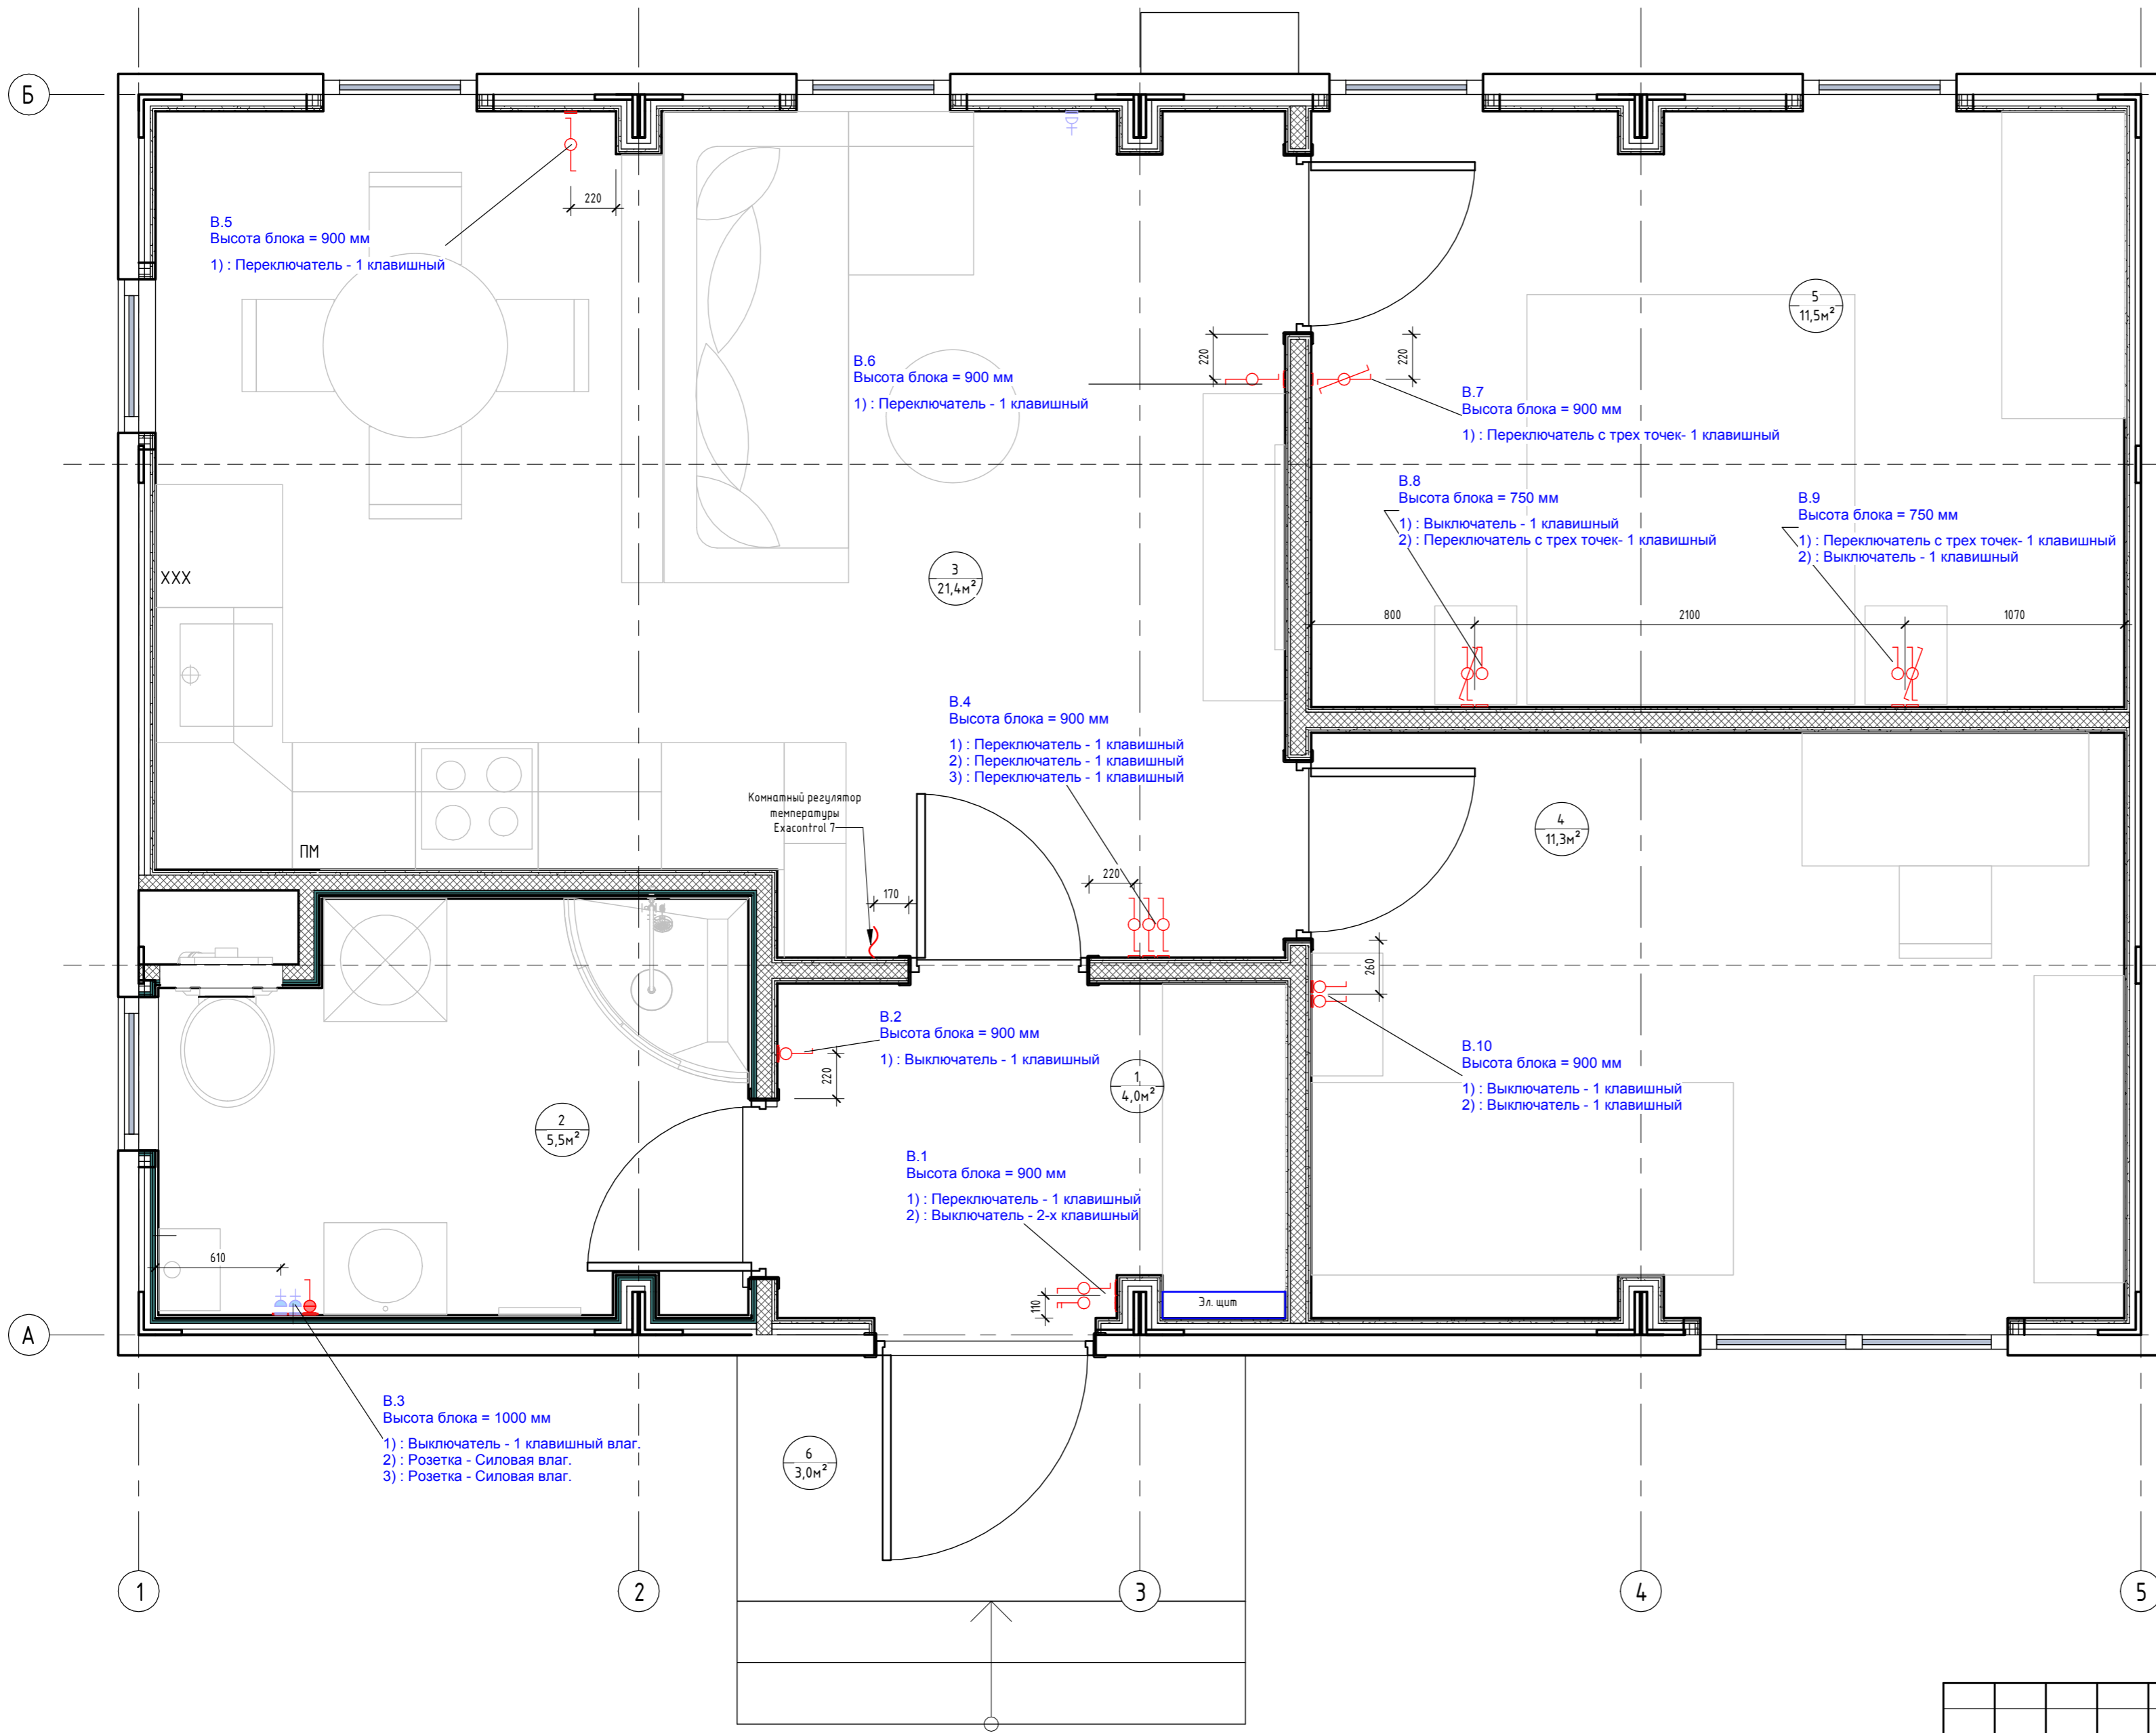 Б
220
В.5
Высота блока = 900 мм
1) : Переключатель - 1 клавишный
5
11,5м²
В.6
Высота блока = 900 мм
1) : Переключатель - 1 клавишный
220
220
В.7
Высота блока = 900 мм
1) : Переключатель с трех точек- 1 клавишный
В.8
Высота блока = 750 мм
1) : Выключатель - 1 клавишный
2) : Переключатель с трех точек- 1 клавишный
В.9
Высота блока = 750 мм
1) : Переключатель с трех точек- 1 клавишный
2) : Выключатель - 1 клавишный
XXX
3
21,4м²
800
2100
1070
В.4
Высота блока = 900 мм
1) : Переключатель - 1 клавишный
2) : Переключатель - 1 клавишный
3) : Переключатель - 1 клавишный
Комнатный регулятор
температуры
Exacontrol 7
4
11,3м²
ПМ
170
220
260
В.2
Высота блока = 900 мм
1) : Выключатель - 1 клавишный
220
1
4,0м²
В.10
Высота блока = 900 мм
1) : Выключатель - 1 клавишный
2) : Выключатель - 1 клавишный
2
5,5м²
В.1
Высота блока = 900 мм
1) : Переключатель - 1 клавишный
2) : Выключатель - 2-х клавишный
610
110
Эл. щит
А
В.3
Высота блока = 1000 мм
1) : Выключатель - 1 клавишный влаг.
2) : Розетка - Силовая влаг.
3) : Розетка - Силовая влаг.
6
3,0м²
1
2
3
4
5